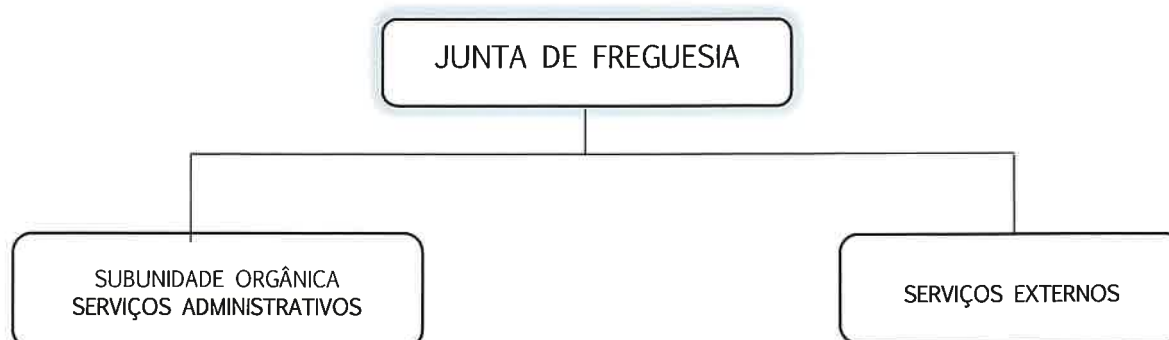 JUNTA DE FREGUESIA
SUBUNIDADE ORGÂNICA
SERVIÇOS ADMINISTRATIVOS
SERVIÇOS EXTERNOS